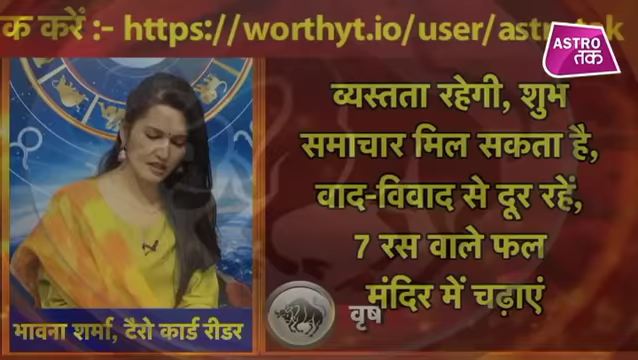 क करें :- https://worthyt.io/user/astrotak
ASTRO
तक
व्यस्तता रहेगी, शुभ
समाचार मिल सकता है,
वाद-विवाद से दूर रहें,
7 रस वाले फल
मंदिर में चढ़ाएं
वृष
भावना शर्मा, टैरो कार्ड रीडर